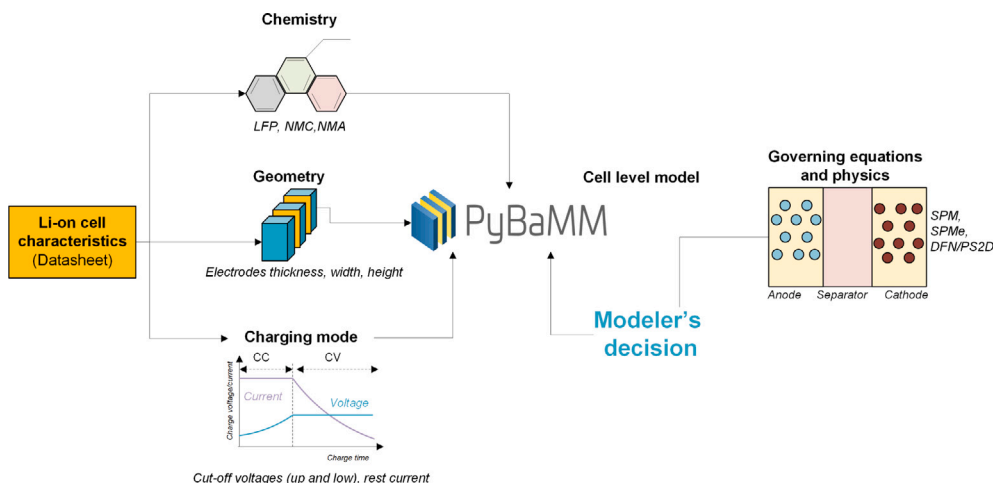 Chemistry
LFP, NMC,NMA
Geometry
Electrodes thickness, width, height
Li-on cell
characteristics
(Datasheet)
PyBaMM
Cell level model
Governing equations
and physics
SPM,
SPMe,
DFN/PS2D
Anode Separator Cathode
Modeler's
decision
Charging mode
CC CV
Charge voltage/current
Current
Voltage
Charge time
Cut-off voltages (up and low), rest current